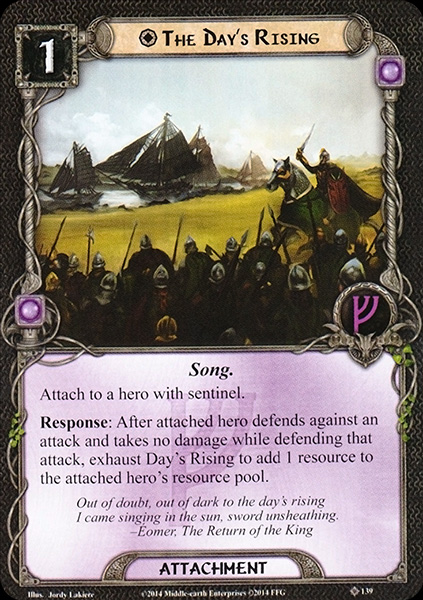 1
The Day's Rising
Song.
Attach to a hero with sentinel.
Response: After attached hero defends against an
attack and takes no damage while defending that
attack, exhaust Day's Rising to add 1 resource to
the attached hero's resource pool.
Out of doubt, out of dark to the day's rising
I came singing in the sun, sword unsheathing.
–Éomer, The Return of the King
ATTACHMENT
Illus. Jordy Lakiere
©2014 Middle-earth Enterprises ©2014 FFG
139